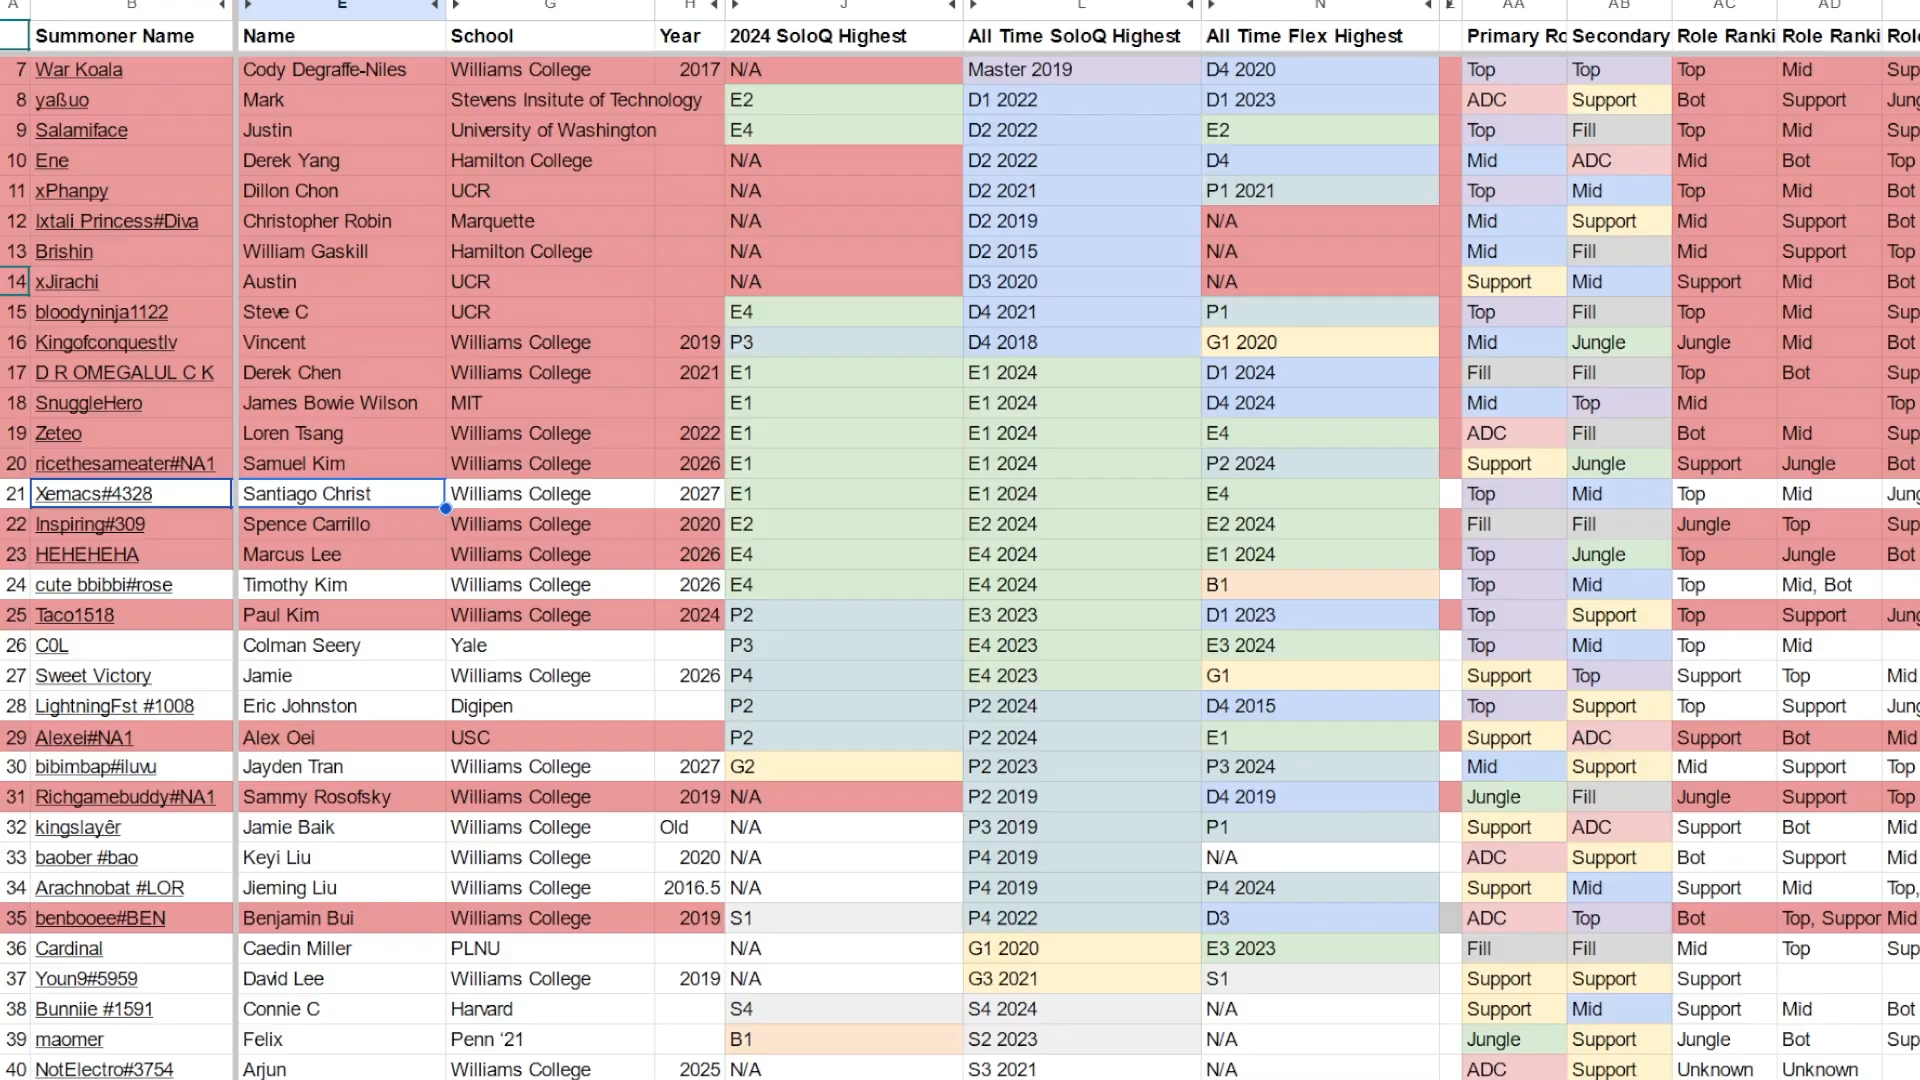 A B E G H J L N AA AB AC AD
Summoner Name Name School Year 2024 SoloQ Highest All Time SoloQ Highest All Time Flex Highest Primary Ro Secondary Role Ranki Role Ranki Role
7 War Koala Cody Degraffe-Niles Williams College 2017 N/A Master 2019 D4 2020 Top Top Top Mid Sup
8 yaßuo Mark Stevens Insitute of Technology E2 D1 2022 D1 2023 ADC Support Bot Support Jung
9 Salamiface Justin University of Washington E4 D2 2022 E2 Top Fill Top Mid Sup
10 Ene Derek Yang Hamilton College N/A D2 2022 D4 Mid ADC Mid Bot Top
11 xPhanpy Dillon Chon UCR N/A D2 2021 P1 2021 Top Mid Top Mid Bot
12 Ixtali Princess#Diva Christopher Robin Marquette N/A D2 2019 N/A Mid Support Mid Support Bot
13 Brishin William Gaskill Hamilton College N/A D2 2015 N/A Mid Fill Mid Support Top
14 xJirachi Austin UCR N/A D3 2020 N/A Support Mid Support Mid Bot
15 bloodyninja1122 Steve C UCR E4 D4 2021 P1 Top Fill Top Mid Sup
16 Kingofconquestlv Vincent Williams College 2019 P3 D4 2018 G1 2020 Mid Jungle Jungle Mid Bot
17 D R OMEGALUL C K Derek Chen Williams College 2021 E1 E1 2024 D1 2024 Fill Fill Top Bot Sup
18 SnuggleHero James Bowie Wilson MIT E1 E1 2024 D4 2024 Mid Top Mid Top
19 Zeteo Loren Tsang Williams College 2022 E1 E1 2024 E4 ADC Fill Bot Mid Sup
20 ricethesameater#NA1 Samuel Kim Williams College 2026 E1 E1 2024 P2 2024 Support Jungle Support Jungle Bot
21 Xemacs#4328 Santiago Christ Williams College 2027 E1 E1 2024 E4 Top Mid Top Mid Jung
22 Inspiring#309 Spence Carrillo Williams College 2020 E2 E2 2024 E2 2024 Fill Fill Jungle Top Sup
23 HEHEHEHA Marcus Lee Williams College 2026 E4 E4 2024 E1 2024 Top Jungle Top Jungle Bot
24 cute bbibbi#rose Timothy Kim Williams College 2026 E4 E4 2024 B1 Top Mid Top Mid, Bot
25 Taco1518 Paul Kim Williams College 2024 P2 E3 2023 D1 2023 Top Support Top Support Jung
26 C0L Colman Seery Yale P3 E4 2023 E3 2024 Top Mid Top Mid
27 Sweet Victory Jamie Williams College 2026 P4 E4 2023 G1 Support Top Support Top Mid
28 LightningFst #1008 Eric Johnston Digipen P2 P2 2024 D4 2015 Top Support Top Support Jung
29 Alexei#NA1 Alex Oei USC P2 P2 2024 E1 Support ADC Support Bot Mid
30 bibimbap#iluvu Jayden Tran Williams College 2027 G2 P2 2023 P3 2024 Mid Support Mid Support Top
31 Richgamebuddy#NA1 Sammy Rosofsky Williams College 2019 N/A P2 2019 D4 2019 Jungle Fill Jungle Support Top
32 kingslayêr Jamie Baik Williams College Old N/A P3 2019 P1 Support ADC Support Bot Mid
33 baober #bao Keyi Liu Williams College 2020 N/A P4 2019 N/A ADC Support Bot Support Mid
34 Arachnobat #LOR Jieming Liu Williams College 2016.5 N/A P4 2019 P4 2024 Support Mid Support Mid Top,
35 benbooee#BEN Benjamin Bui Williams College 2019 S1 P4 2022 D3 ADC Top Bot Top, Suppor Mid
36 Cardinal Caedin Miller PLNU N/A G1 2020 E3 2023 Fill Fill Mid Top Sup
37 Youn9#5959 David Lee Williams College 2019 N/A G3 2021 S1 Support Support Support
38 Bunniie #1591 Connie C Harvard S4 S4 2024 N/A Support Mid Support Mid Bot
39 maomer Felix Penn ‘21 B1 S2 2023 N/A Jungle Support Jungle Bot Sup
40 NotElectro#3754 Arjun Williams College 2025 N/A S3 2021 N/A ADC Support Unknown Unknown